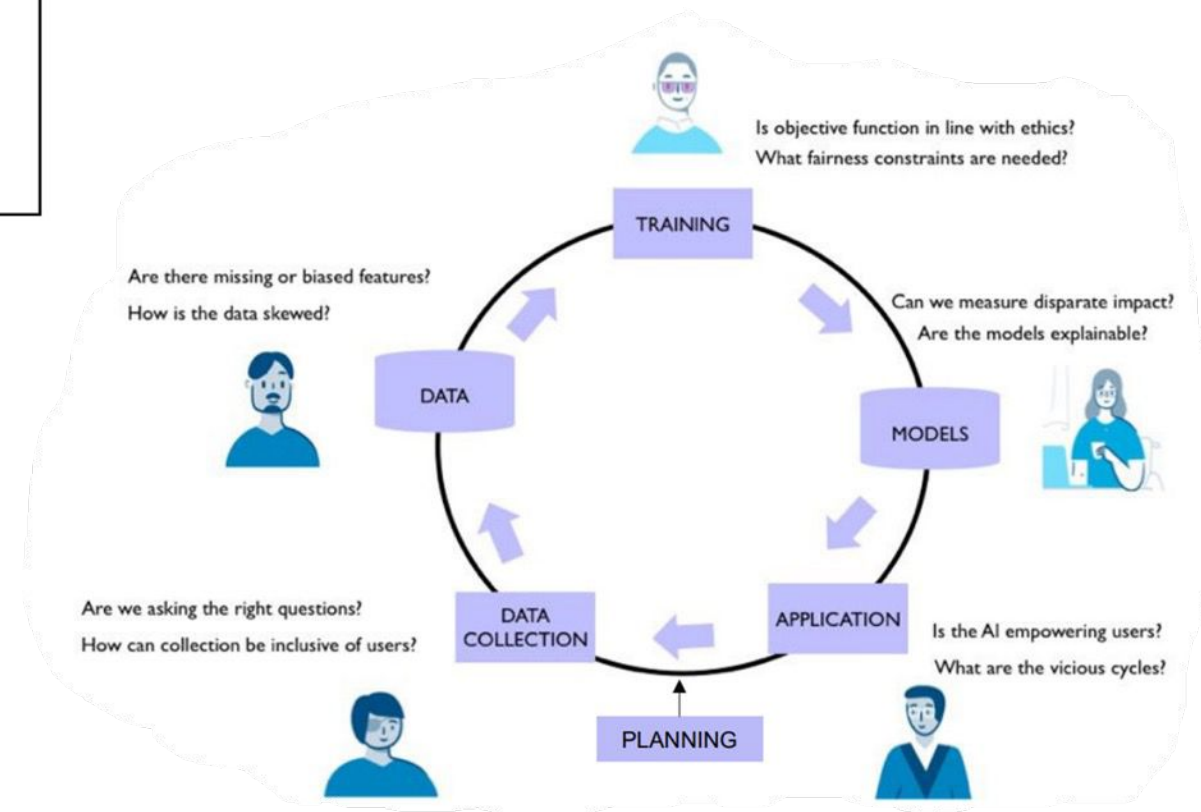 Is objective function in line with ethics?
What fairness constraints are needed?
TRAINING
Are there missing or biased features?
How is the data skewed?
Can we measure disparate impact?
Are the models explainable?
DATA
MODELS
Are we asking the right questions?
How can collection be inclusive of users?
DATA
COLLECTION
APPLICATION
Is the AI empowering users?
What are the vicious cycles?
PLANNING